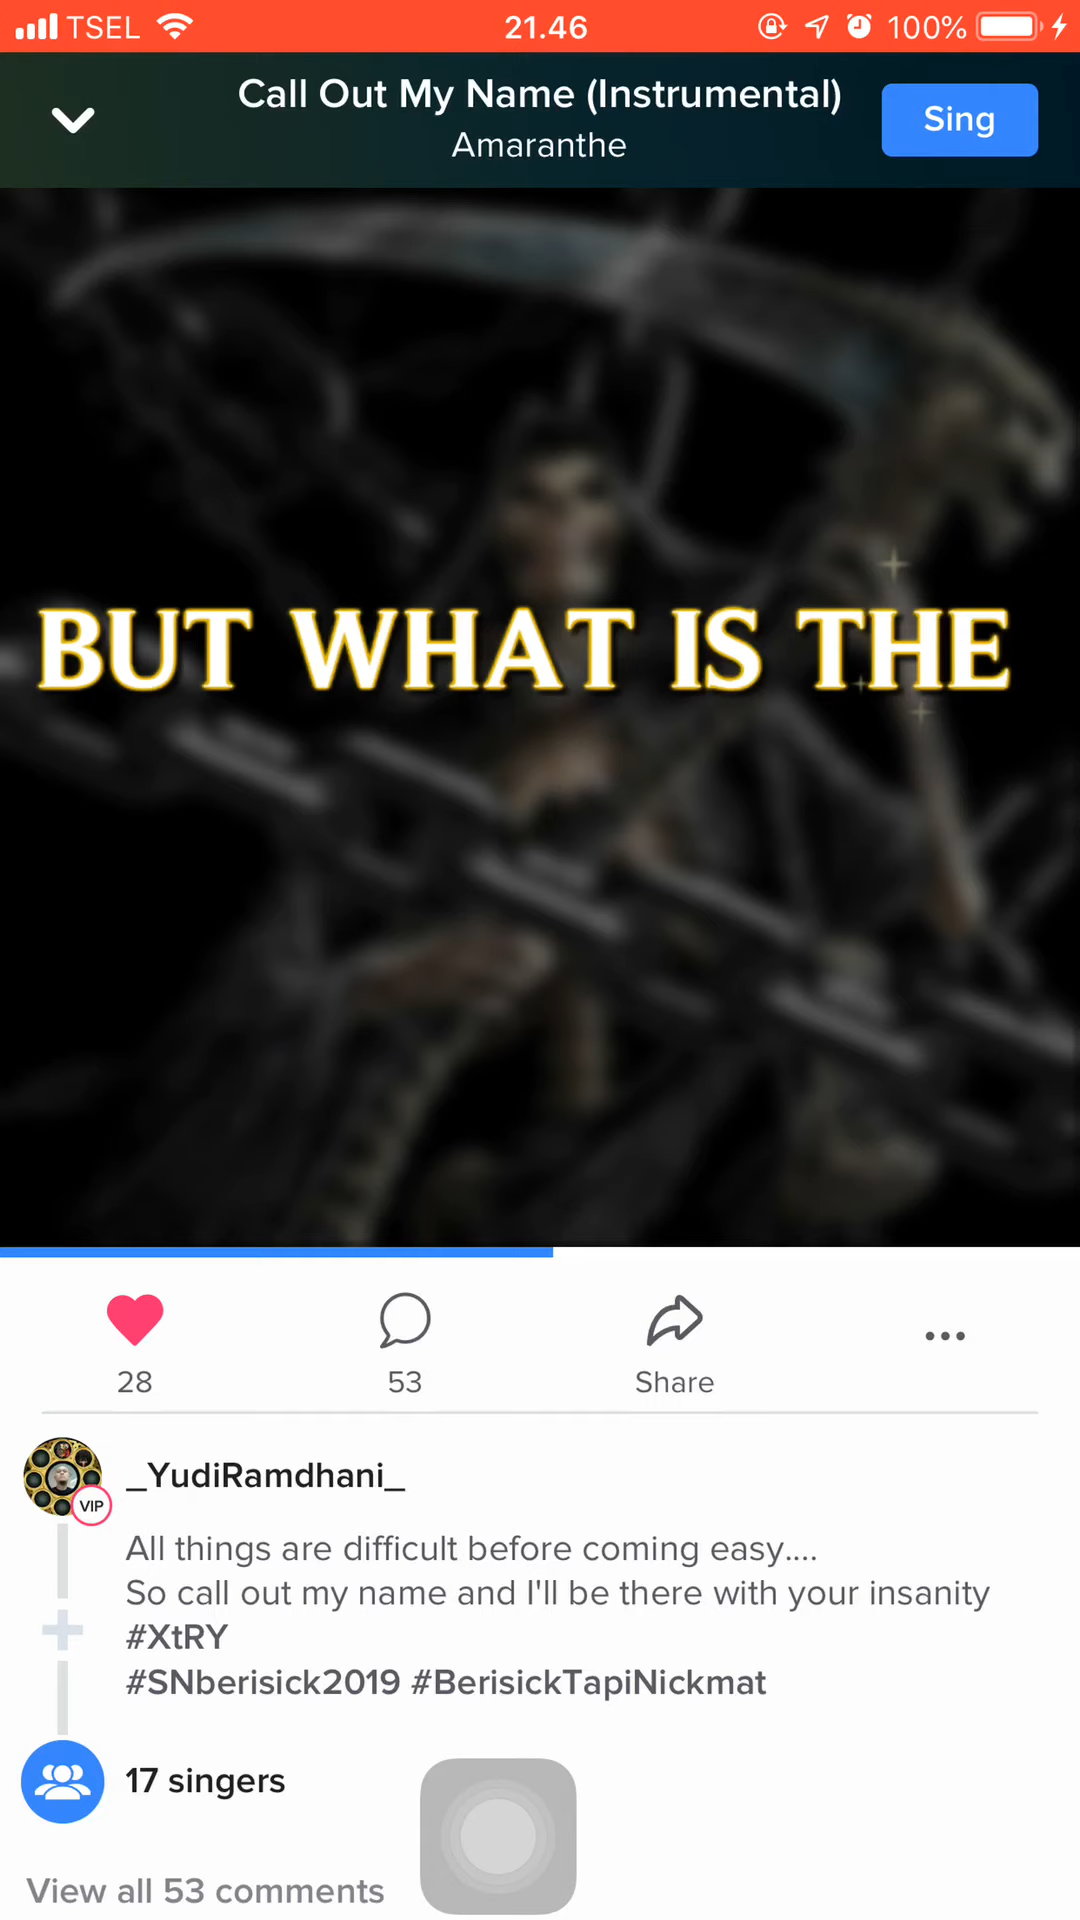 TSEL 21.46 100%
Call Out My Name (Instrumental)
Amaranthe
Sing
BUT WHAT IS THE
28 53 Share
_YudiRamdhani_
VIP
All things are difficult before coming easy....
So call out my name and I'll be there with your insanity
#XtRY
#SNberisick2019 #BerisickTapiNickmat
17 singers
View all 53 comments